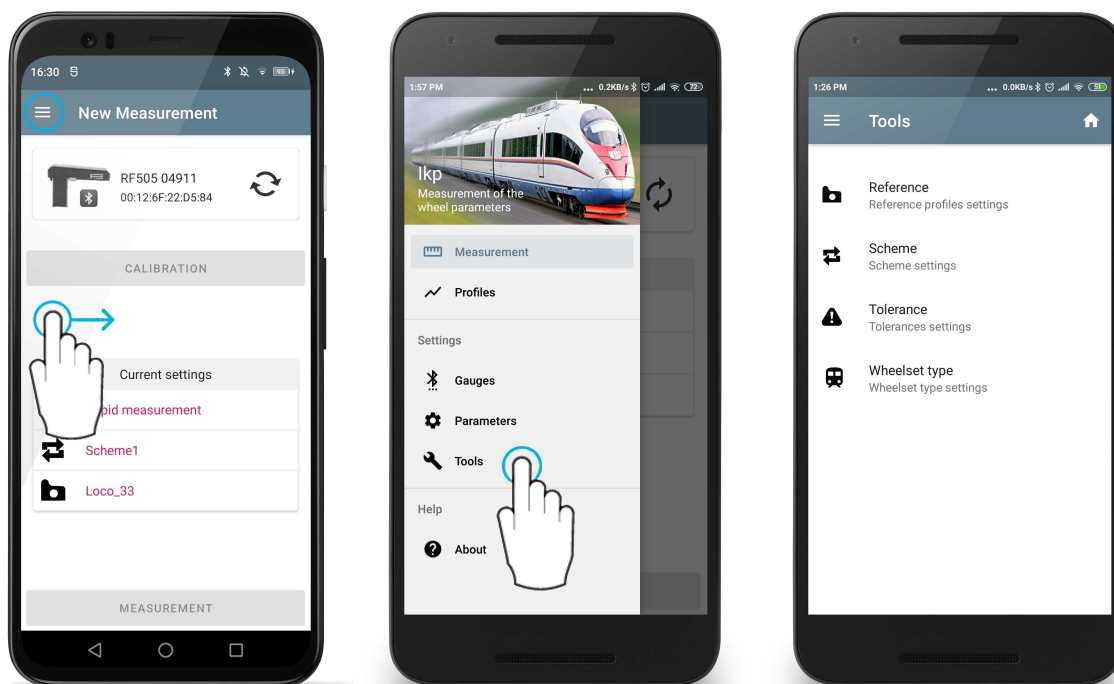 16:30
New Measurement
RF505 04911
00:12:6F:22:D5:84
CALIBRATION
Current settings
pid measurement
Scheme1
Loco_33
MEASUREMENT
1:57 PM ... 0.2KB/s 72
Ikp
Measurement of the
wheel parameters
Measurement
Profiles
Settings
Gauges
Parameters
Tools
Help
About
1:26 PM ... 0.0KB/s 51
Tools
Reference
Reference profiles settings
Scheme
Scheme settings
Tolerance
Tolerances settings
Wheelset type
Wheelset type settings